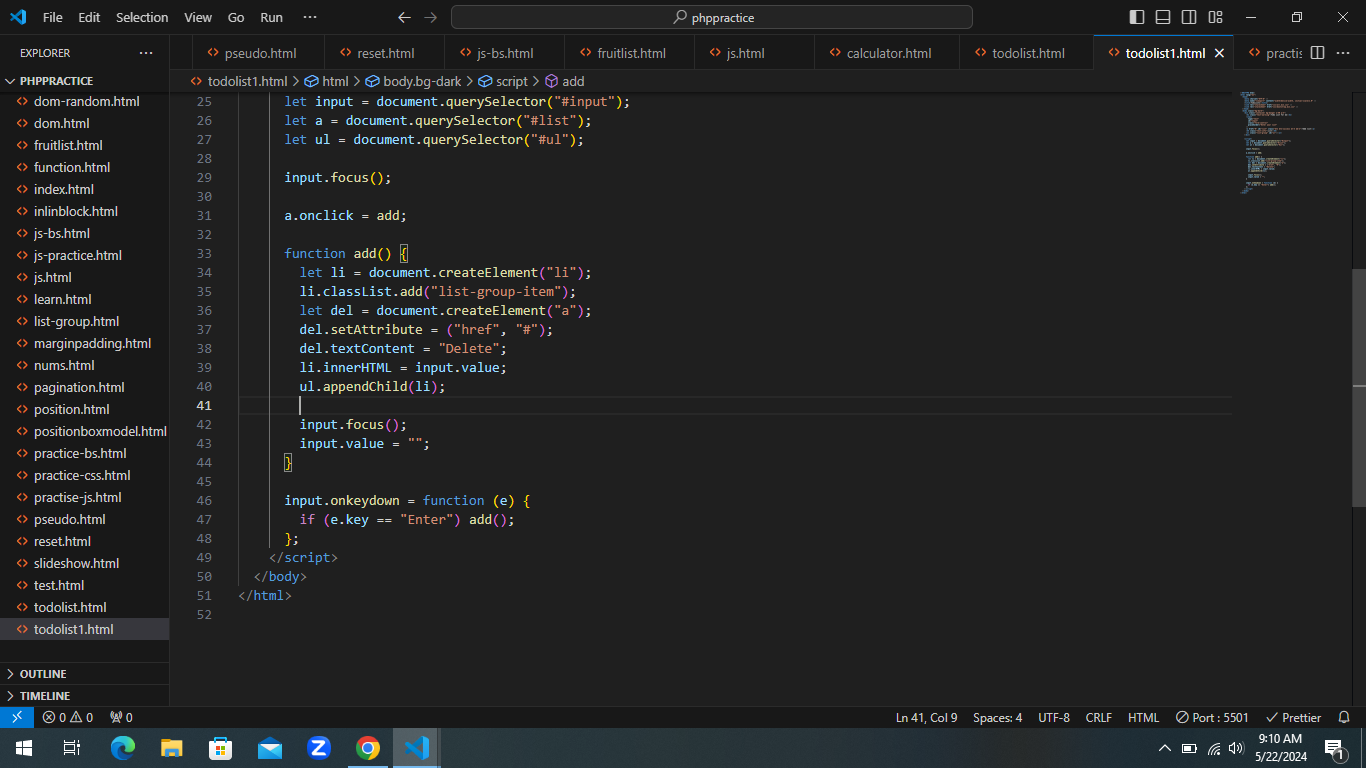 File Edit Selection View Go Run ··· phppractice
EXPLORER ···
pseudo.html reset.html js-bs.html fruitlist.html js.html calculator.html todolist.html todolist1.html practis ···
PHPPRACTICE
todolist1.html > html > body.bg-dark > script > add
dom-random.html
dom.html
fruitlist.html
function.html
index.html
inlinblock.html
js-bs.html
js-practice.html
js.html
learn.html
list-group.html
marginpadding.html
nums.html
pagination.html
position.html
positionboxmodel.html
practice-bs.html
practice-css.html
practise-js.html
pseudo.html
reset.html
slideshow.html
test.html
todolist.html
todolist1.html
OUTLINE
TIMELINE
25 let input = document.querySelector("#input");
26 let a = document.querySelector("#list");
27 let ul = document.querySelector("#ul");
28
29 input.focus();
30
31 a.onclick = add;
32
33 function add() {
34 let li = document.createElement("li");
35 li.classList.add("list-group-item");
36 let del = document.createElement("a");
37 del.setAttribute = ("href", "#");
38 del.textContent = "Delete";
39 li.innerHTML = input.value;
40 ul.appendChild(li);
41
42 input.focus();
43 input.value = "";
44 }
45
46 input.onkeydown = function (e) {
47 if (e.key == "Enter") add();
48 };
49 </script>
50 </body>
51 </html>
52
0 0 0 Ln 41, Col 9 Spaces: 4 UTF-8 CRLF HTML Port : 5501 Prettier
9:10 AM
5/22/2024
1